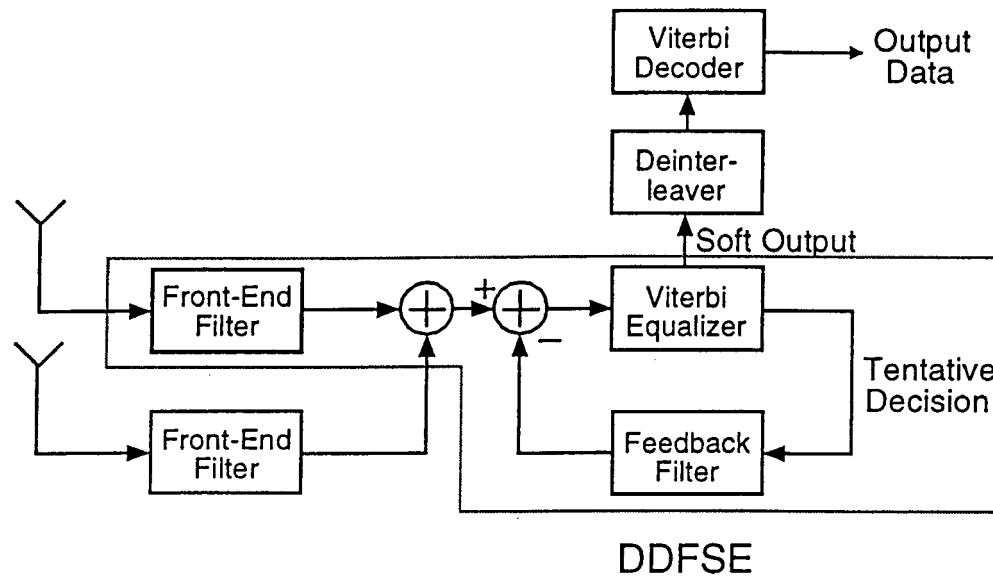 Viterbi
Decoder
Output
Data
Deinter-
leaver
Soft Output
Front-End
Filter
+
Viterbi
Equalizer
−
Tentative
Decision
Front-End
Filter
Feedback
Filter
DDFSE